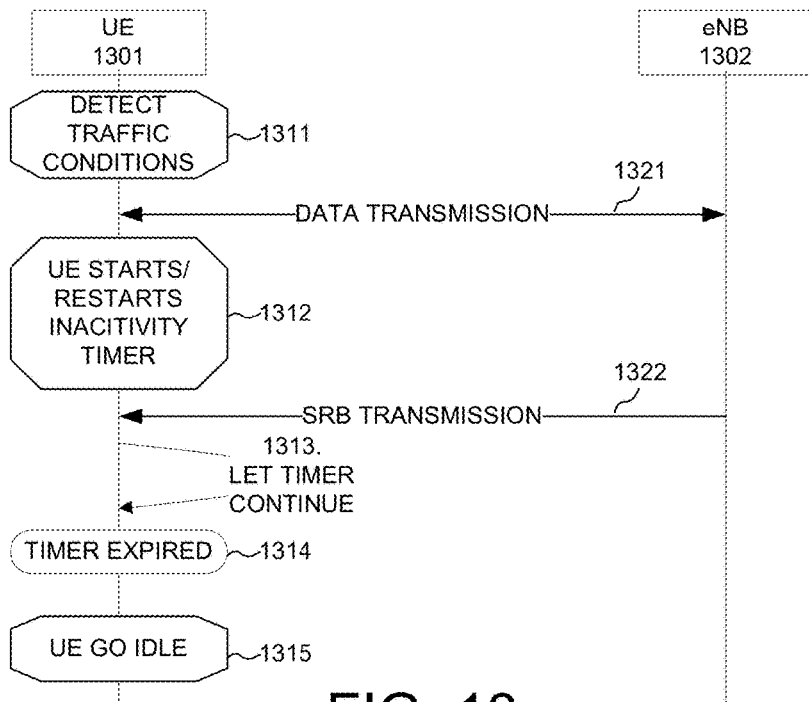 UE
1301
eNB
1302
DETECT
TRAFFIC
CONDITIONS
1311
1321
DATA TRANSMISSION
UE STARTS/
RESTARTS
INACITIVITY
TIMER
1312
1322
SRB TRANSMISSION
1313.
LET TIMER
CONTINUE
TIMER EXPIRED
1314
UE GO IDLE
1315